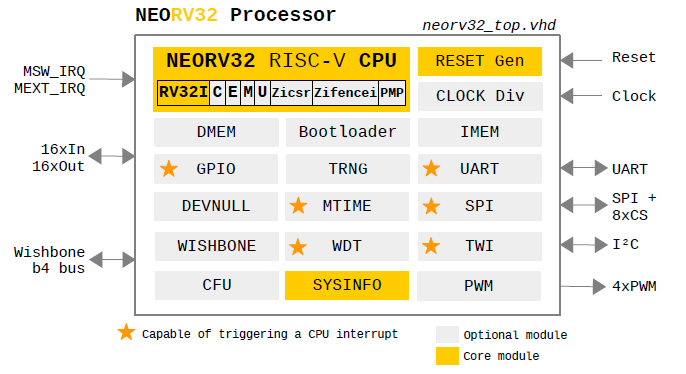 NEORV32 Processor
neorv32_top.vhd
NEORV32 RISC-V CPU
RV32I C E M U Zicsr Zifencei PMP
RESET Gen
CLOCK Div
MSW_IRQ
MEXT_IRQ
Reset
Clock
DMEM Bootloader IMEM
16xIn
16xOut
GPIO TRNG UART
UART
DEVNULL MTIME SPI
SPI +
8xCS
WISHBONE WDT TWI
I²C
Wishbone
b4 bus
CFU SYSINFO PWM
4xPWM
Capable of triggering a CPU interrupt
Optional module
Core module